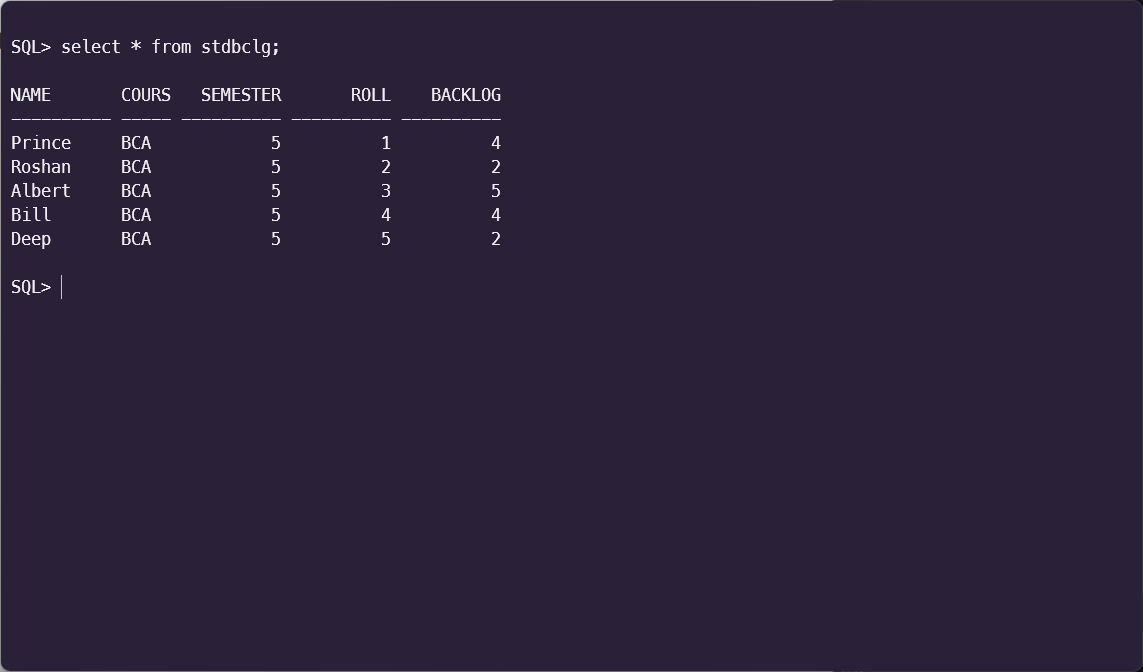 SQL> select * from stdbclg;
NAME       COURS   SEMESTER       ROLL    BACKLOG
---------- ----- ---------- ---------- ----------
Prince     BCA            5          1          4
Roshan     BCA            5          2          2
Albert     BCA            5          3          5
Bill       BCA            5          4          4
Deep       BCA            5          5          2
SQL>